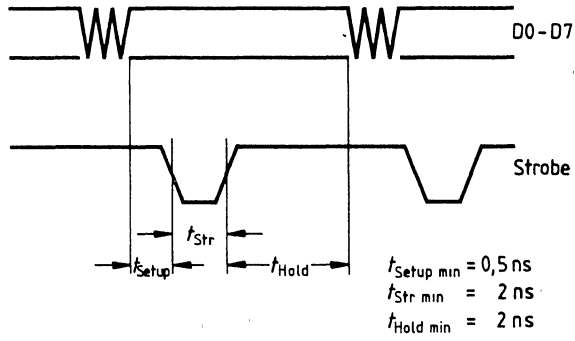 D0-D7
Strobe
tStr
tSetup
tHold
tSetup min = 0,5 ns
tStr min = 2 ns
tHold min = 2 ns